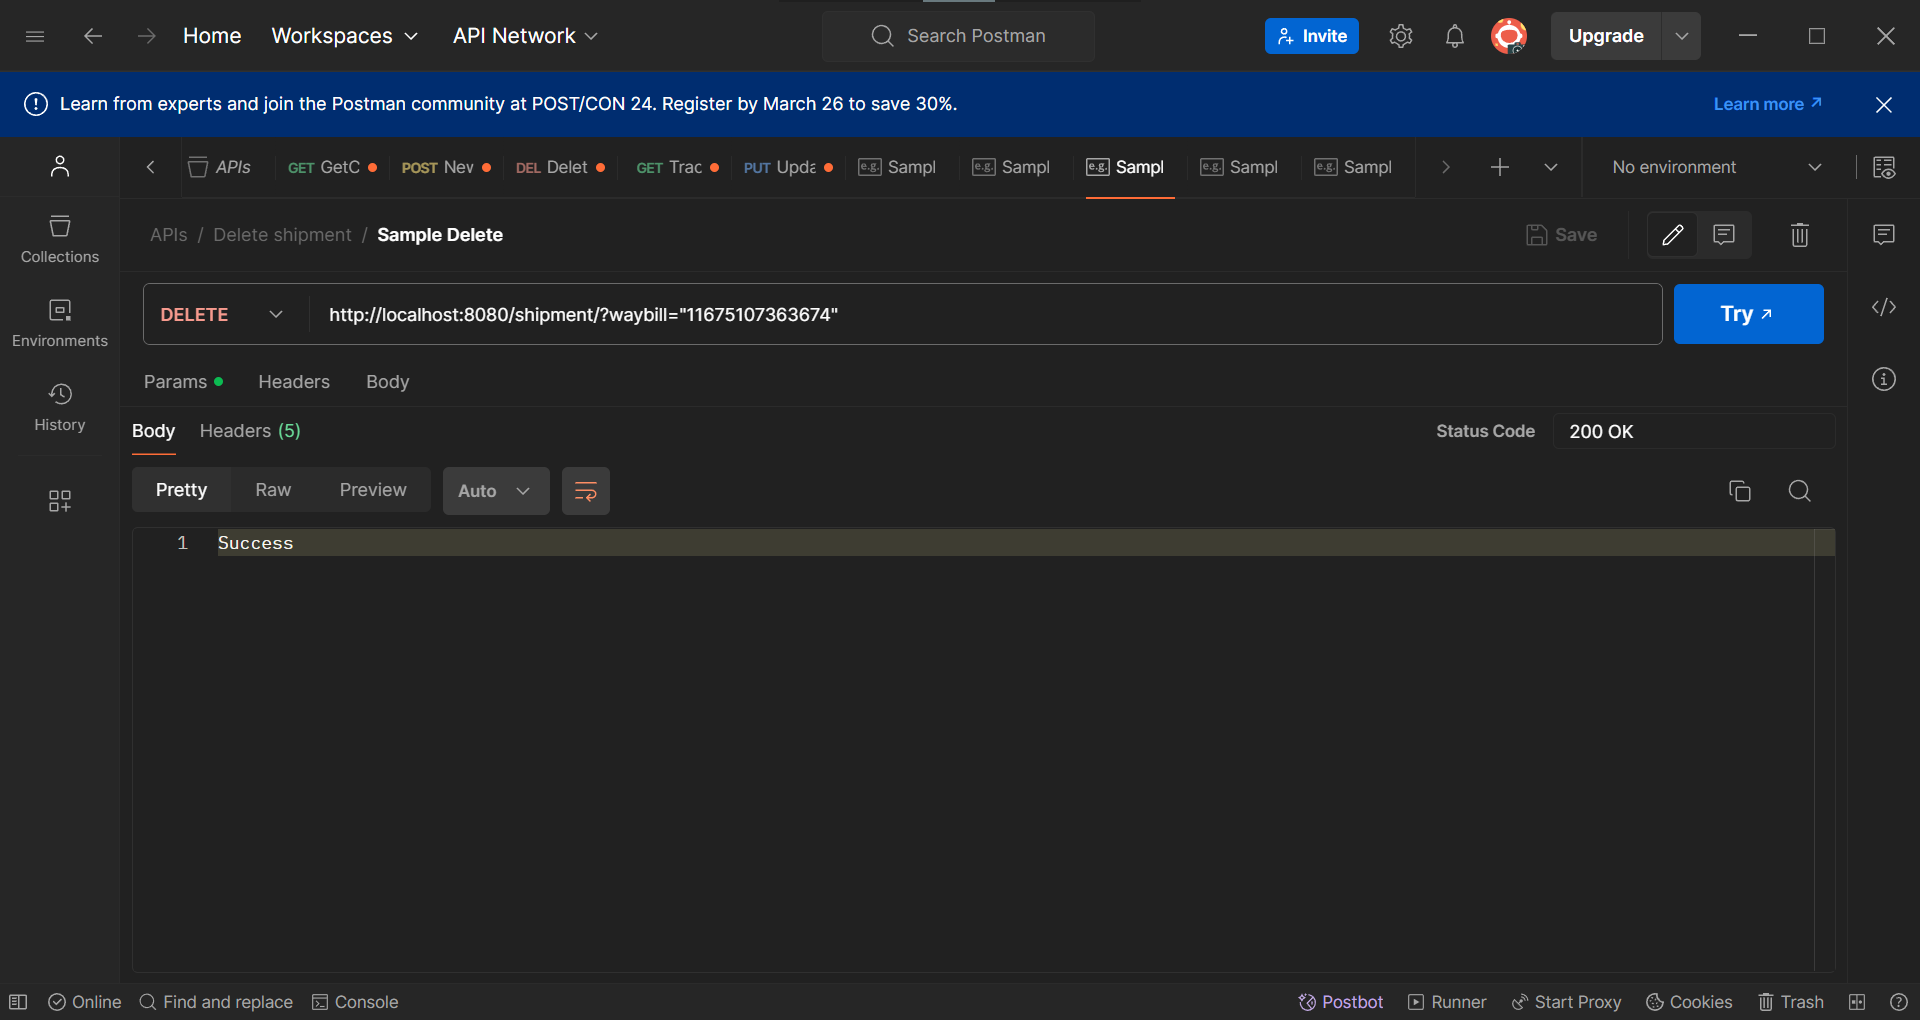 Home Workspaces API Network Search Postman Invite Upgrade
Learn from experts and join the Postman community at POST/CON 24. Register by March 26 to save 30%. Learn more
APIs GET GetC POST Nev DEL Delet GET Trac PUT Upda e.g. Sampl e.g. Sampl e.g. Sampl e.g. Sampl e.g. Sampl No environment
APIs / Delete shipment / Sample Delete Save
Collections
Environments
History
DELETE http://localhost:8080/shipment/?waybill="11675107363674" Try
Params Headers Body
Body Headers (5) Status Code 200 OK
Pretty Raw Preview Auto
1 Success
Online Find and replace Console Postbot Runner Start Proxy Cookies Trash